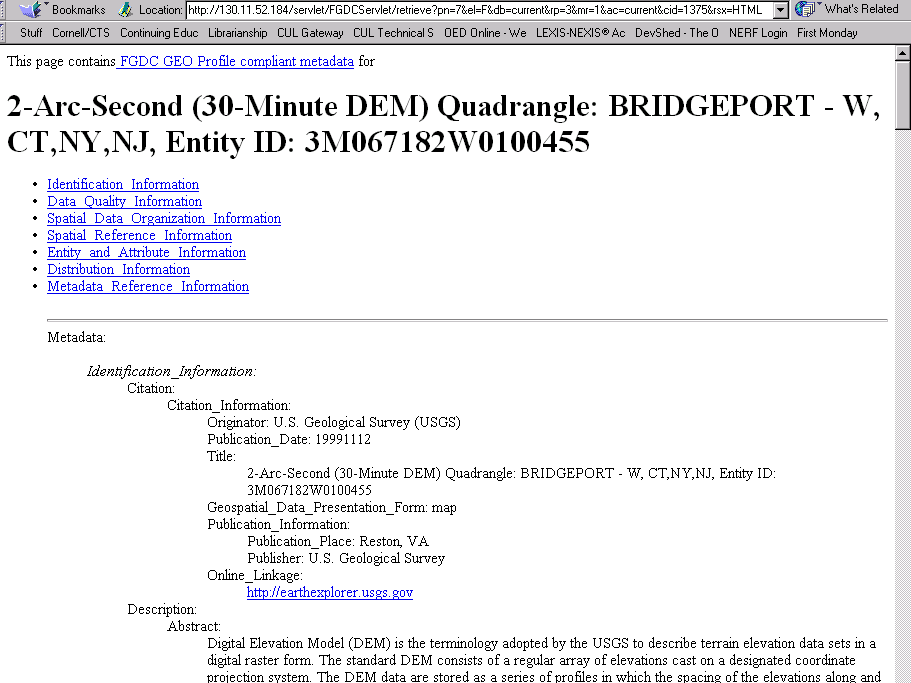 Bookmarks Location: http://130.11.52.184/servlet/FGDCServlet/retrieve?pn=7&el=F&db=current&rp=3&mr=1&ac=current&cid=1375&rsx=HTML What's Related
Stuff Cornell/CTS Continuing Educ Librarianship CUL Gateway CUL Technical S OED Online - We LEXIS-NEXIS® Ac DevShed - The O NERF Login First Monday
This page contains FGDC GEO Profile compliant metadata for
2-Arc-Second (30-Minute DEM) Quadrangle: BRIDGEPORT - W,
CT,NY,NJ, Entity ID: 3M067182W0100455
• Identification_Information
• Data_Quality_Information
• Spatial_Data_Organization_Information
• Spatial_Reference_Information
• Entity_and_Attribute_Information
• Distribution_Information
• Metadata_Reference_Information
Metadata:
Identification_Information:
Citation:
Citation_Information:
Originator: U.S. Geological Survey (USGS)
Publication_Date: 19991112
Title:
2-Arc-Second (30-Minute DEM) Quadrangle: BRIDGEPORT - W, CT,NY,NJ, Entity ID:
3M067182W0100455
Geospatial_Data_Presentation_Form: map
Publication_Information:
Publication_Place: Reston, VA
Publisher: U.S. Geological Survey
Online_Linkage:
http://earthexplorer.usgs.gov
Description:
Abstract:
Digital Elevation Model (DEM) is the terminology adopted by the USGS to describe terrain elevation data sets in a
digital raster form. The standard DEM consists of a regular array of elevations cast on a designated coordinate
projection system. The DEM data are stored as a series of profiles in which the spacing of the elevations along and